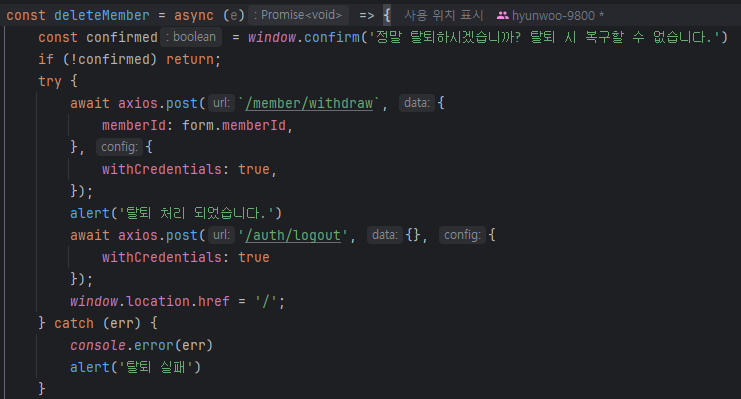 const deleteMember = async (e) : Promise<void> => { 사용 위치 표시 hyunwoo-9800 *
    const confirmed : boolean = window.confirm('정말 탈퇴하시겠습니까? 탈퇴 시 복구할 수 없습니다.')
    if (!confirmed) return;
    try {
        await axios.post( url: `/member/withdraw`, data: {
            memberId: form.memberId,
        }, config: {
            withCredentials: true,
        });
        alert('탈퇴 처리 되었습니다.')
        await axios.post( url: '/auth/logout', data: {}, config: {
            withCredentials: true
        });
        window.location.href = '/';
    } catch (err) {
        console.error(err)
        alert('탈퇴 실패')
    }